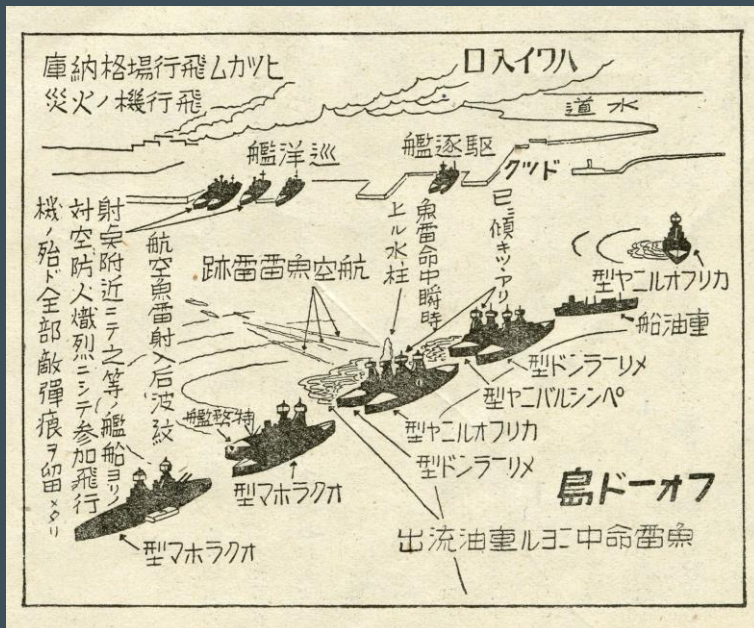 ハワイ入口
水道
ヒツカム飛行場格納庫
飛行機ノ火災
駆逐艦
巡洋艦
ドツク
カリフオルニヤ型
重油船
巳ニ傾キツヽアリ
魚雷命中瞬時
上ル水ノ柱
航空魚雷雷跡
航空魚雷射入后波紋
射奌附近ニテ之等ノ艦船ヨリノ
対空防火熾烈ニシテ参加飛行
機ノ殆ド全部敵彈痕ヲ留メタリ
メリーランド型
ペンシルバニヤ型
カリフオルニヤ型
メリーランド型
特務艦
オクラホマ型
オクラホマ型
フオード島
魚雷命中ニヨル重油流出